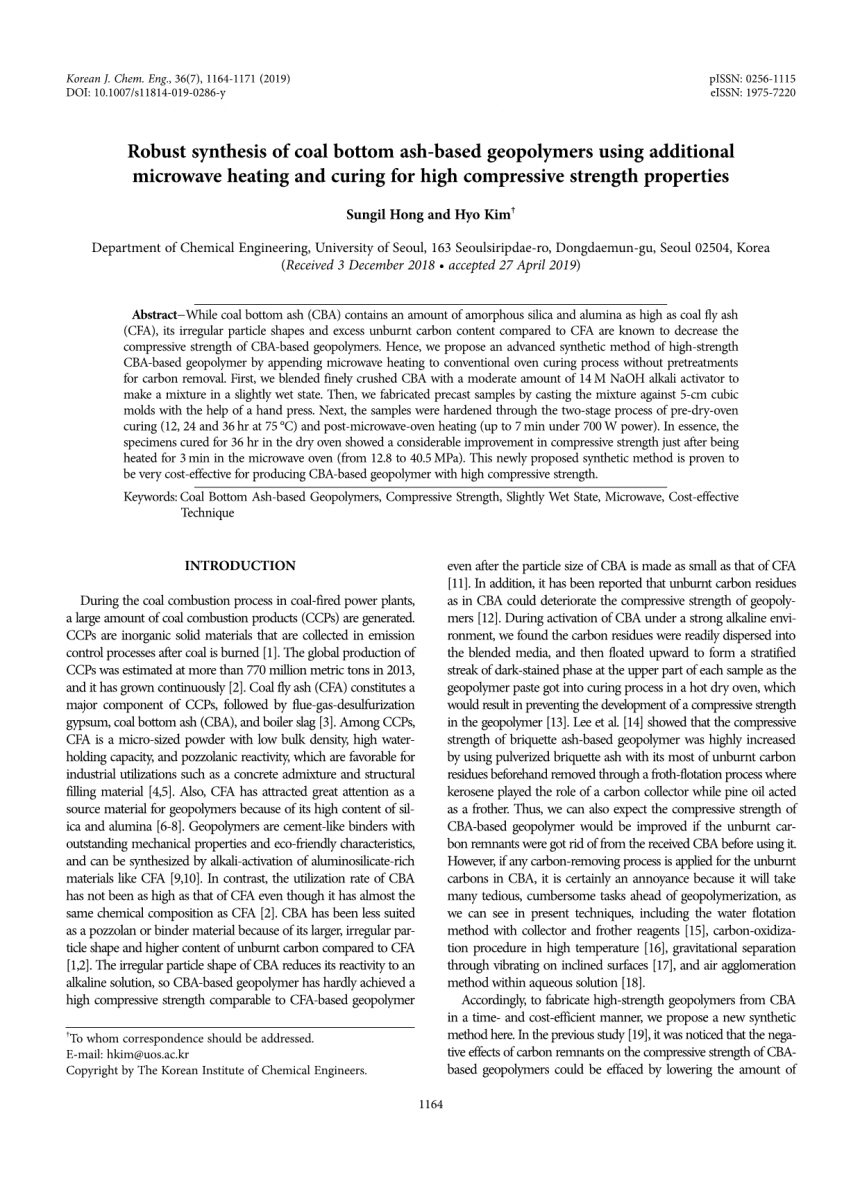 Korean J. Chem. Eng., 36(7), 1164-1171 (2019)
DOI: 10.1007/s11814-019-0286-y
pISSN: 0256-1115
eISSN: 1975-7220
Robust synthesis of coal bottom ash-based geopolymers using additional
microwave heating and curing for high compressive strength properties
Sungil Hong and Hyo Kim†
Department of Chemical Engineering, University of Seoul, 163 Seoulsiripdae-ro, Dongdaemun-gu, Seoul 02504, Korea
(Received 3 December 2018 • accepted 27 April 2019)
Abstract−While coal bottom ash (CBA) contains an amount of amorphous silica and alumina as high as coal fly ash
(CFA), its irregular particle shapes and excess unburnt carbon content compared to CFA are known to decrease the
compressive strength of CBA-based geopolymers. Hence, we propose an advanced synthetic method of high-strength
CBA-based geopolymer by appending microwave heating to conventional oven curing process without pretreatments
for carbon removal. First, we blended finely crushed CBA with a moderate amount of 14 M NaOH alkali activator to
make a mixture in a slightly wet state. Then, we fabricated precast samples by casting the mixture against 5-cm cubic
molds with the help of a hand press. Next, the samples were hardened through the two-stage process of pre-dry-oven
curing (12, 24 and 36 hr at 75 °C) and post-microwave-oven heating (up to 7 min under 700 W power). In essence, the
specimens cured for 36 hr in the dry oven showed a considerable improvement in compressive strength just after being
heated for 3 min in the microwave oven (from 12.8 to 40.5 MPa). This newly proposed synthetic method is proven to
be very cost-effective for producing CBA-based geopolymer with high compressive strength.
Keywords: Coal Bottom Ash-based Geopolymers, Compressive Strength, Slightly Wet State, Microwave, Cost-effective
Technique
INTRODUCTION
During the coal combustion process in coal-fired power plants,
a large amount of coal combustion products (CCPs) are generated.
CCPs are inorganic solid materials that are collected in emission
control processes after coal is burned [1]. The global production of
CCPs was estimated at more than 770 million metric tons in 2013,
and it has grown continuously [2]. Coal fly ash (CFA) constitutes a
major component of CCPs, followed by flue-gas-desulfurization
gypsum, coal bottom ash (CBA), and boiler slag [3]. Among CCPs,
CFA is a micro-sized powder with low bulk density, high water-
holding capacity, and pozzolanic reactivity, which are favorable for
industrial utilizations such as a concrete admixture and structural
filling material [4,5]. Also, CFA has attracted great attention as a
source material for geopolymers because of its high content of sil-
ica and alumina [6-8]. Geopolymers are cement-like binders with
outstanding mechanical properties and eco-friendly characteristics,
and can be synthesized by alkali-activation of aluminosilicate-rich
materials like CFA [9,10]. In contrast, the utilization rate of CBA
has not been as high as that of CFA even though it has almost the
same chemical composition as CFA [2]. CBA has been less suited
as a pozzolan or binder material because of its larger, irregular par-
ticle shape and higher content of unburnt carbon compared to CFA
[1,2]. The irregular particle shape of CBA reduces its reactivity to an
alkaline solution, so CBA-based geopolymer has hardly achieved a
high compressive strength comparable to CFA-based geopolymer
†To whom correspondence should be addressed.
E-mail: hkim@uos.ac.kr
Copyright by The Korean Institute of Chemical Engineers.
even after the particle size of CBA is made as small as that of CFA
[11]. In addition, it has been reported that unburnt carbon residues
as in CBA could deteriorate the compressive strength of geopoly-
mers [12]. During activation of CBA under a strong alkaline envi-
ronment, we found the carbon residues were readily dispersed into
the blended media, and then floated upward to form a stratified
streak of dark-stained phase at the upper part of each sample as the
geopolymer paste got into curing process in a hot dry oven, which
would result in preventing the development of a compressive strength
in the geopolymer [13]. Lee et al. [14] showed that the compressive
strength of briquette ash-based geopolymer was highly increased
by using pulverized briquette ash with its most of unburnt carbon
residues beforehand removed through a froth-flotation process where
kerosene played the role of a carbon collector while pine oil acted
as a frother. Thus, we can also expect the compressive strength of
CBA-based geopolymer would be improved if the unburnt car-
bon remnants were got rid of from the received CBA before using it.
However, if any carbon-removing process is applied for the unburnt
carbons in CBA, it is certainly an annoyance because it will take
many tedious, cumbersome tasks ahead of geopolymerization, as
we can see in present techniques, including the water flotation
method with collector and frother reagents [15], carbon-oxidiza-
tion procedure in high temperature [16], gravitational separation
through vibrating on inclined surfaces [17], and air agglomeration
method within aqueous solution [18].
Accordingly, to fabricate high-strength geopolymers from CBA
in a time- and cost-efficient manner, we propose a new synthetic
method here. In the previous study [19], it was noticed that the nega-
tive effects of carbon remnants on the compressive strength of CBA-
based geopolymers could be effaced by lowering the amount of
1164